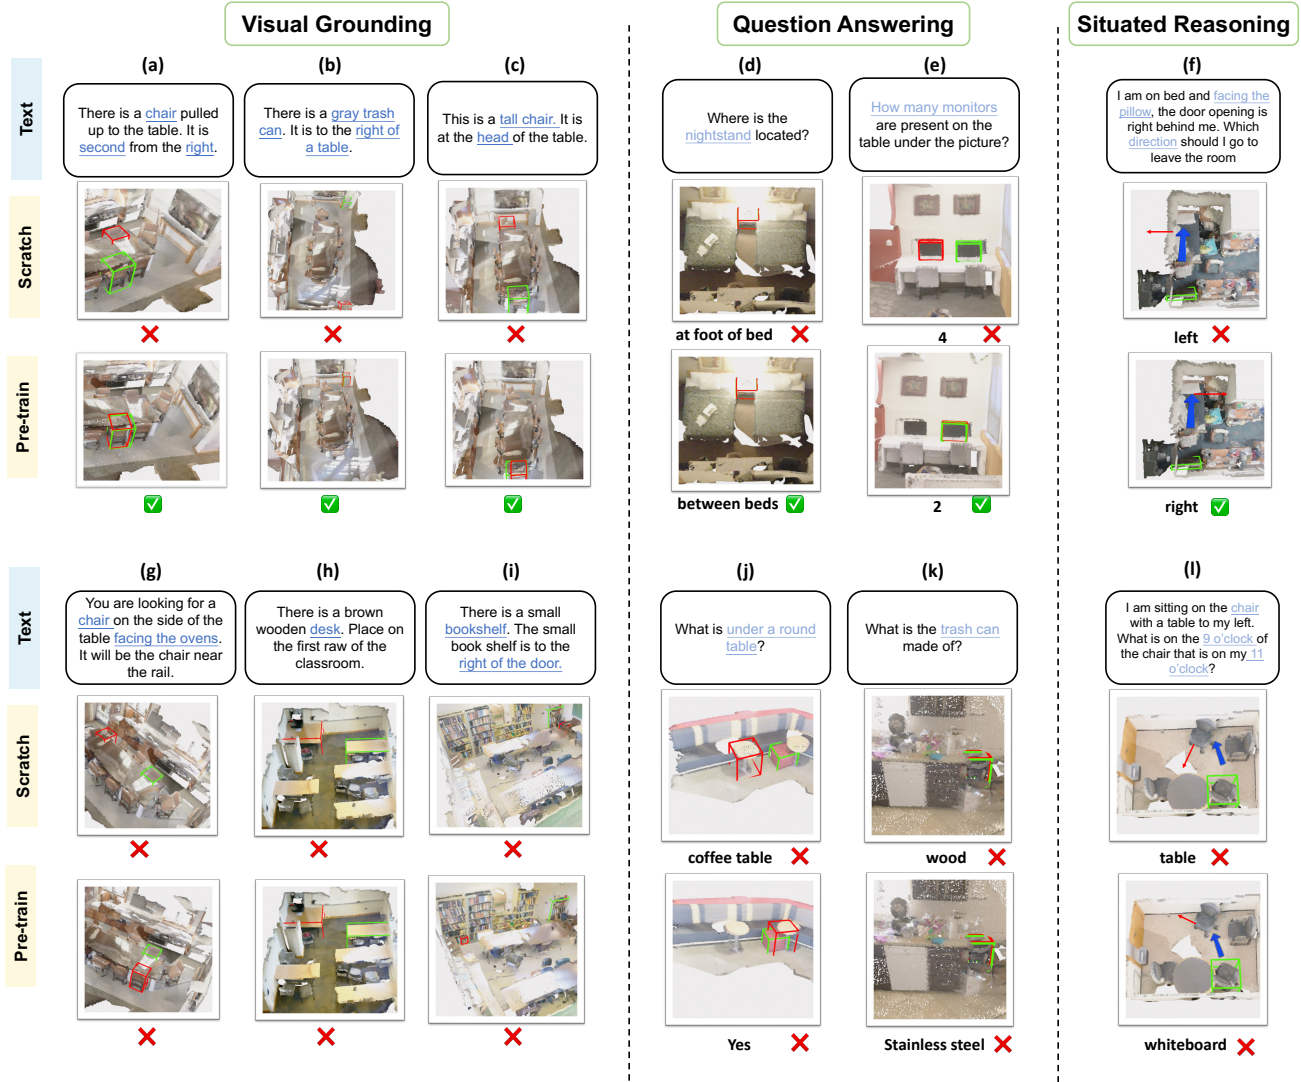 Visual Grounding
Question Answering
Situated Reasoning
(a)
(b)
(c)
(d)
(e)
(f)
Text
There is a chair pulled
up to the table. It is
second from the right.
There is a gray trash
can. It is to the right of
a table.
This is a tall chair. It is
at the head of the table.
Where is the
nightstand located?
How many monitors
are present on the
table under the picture?
I am on bed and facing the
pillow, the door opening is
right behind me. Which
direction should I go to
leave the room
Scratch
at foot of bed
4
left
Pre-train
between beds
2
right
(g)
(h)
(i)
(j)
(k)
(l)
Text
You are looking for a
chair on the side of the
table facing the ovens.
It will be the chair near
the rail.
There is a brown
wooden desk. Place on
the first raw of the
classroom.
There is a small
bookshelf. The small
book shelf is to the
right of the door.
What is under a round
table?
What is the trash can
made of?
I am sitting on the chair
with a table to my left.
What is on the 9 o'clock of
the chair that is on my 11
o'clock?
Scratch
coffee table
wood
table
Pre-train
Yes
Stainless steel
whiteboard